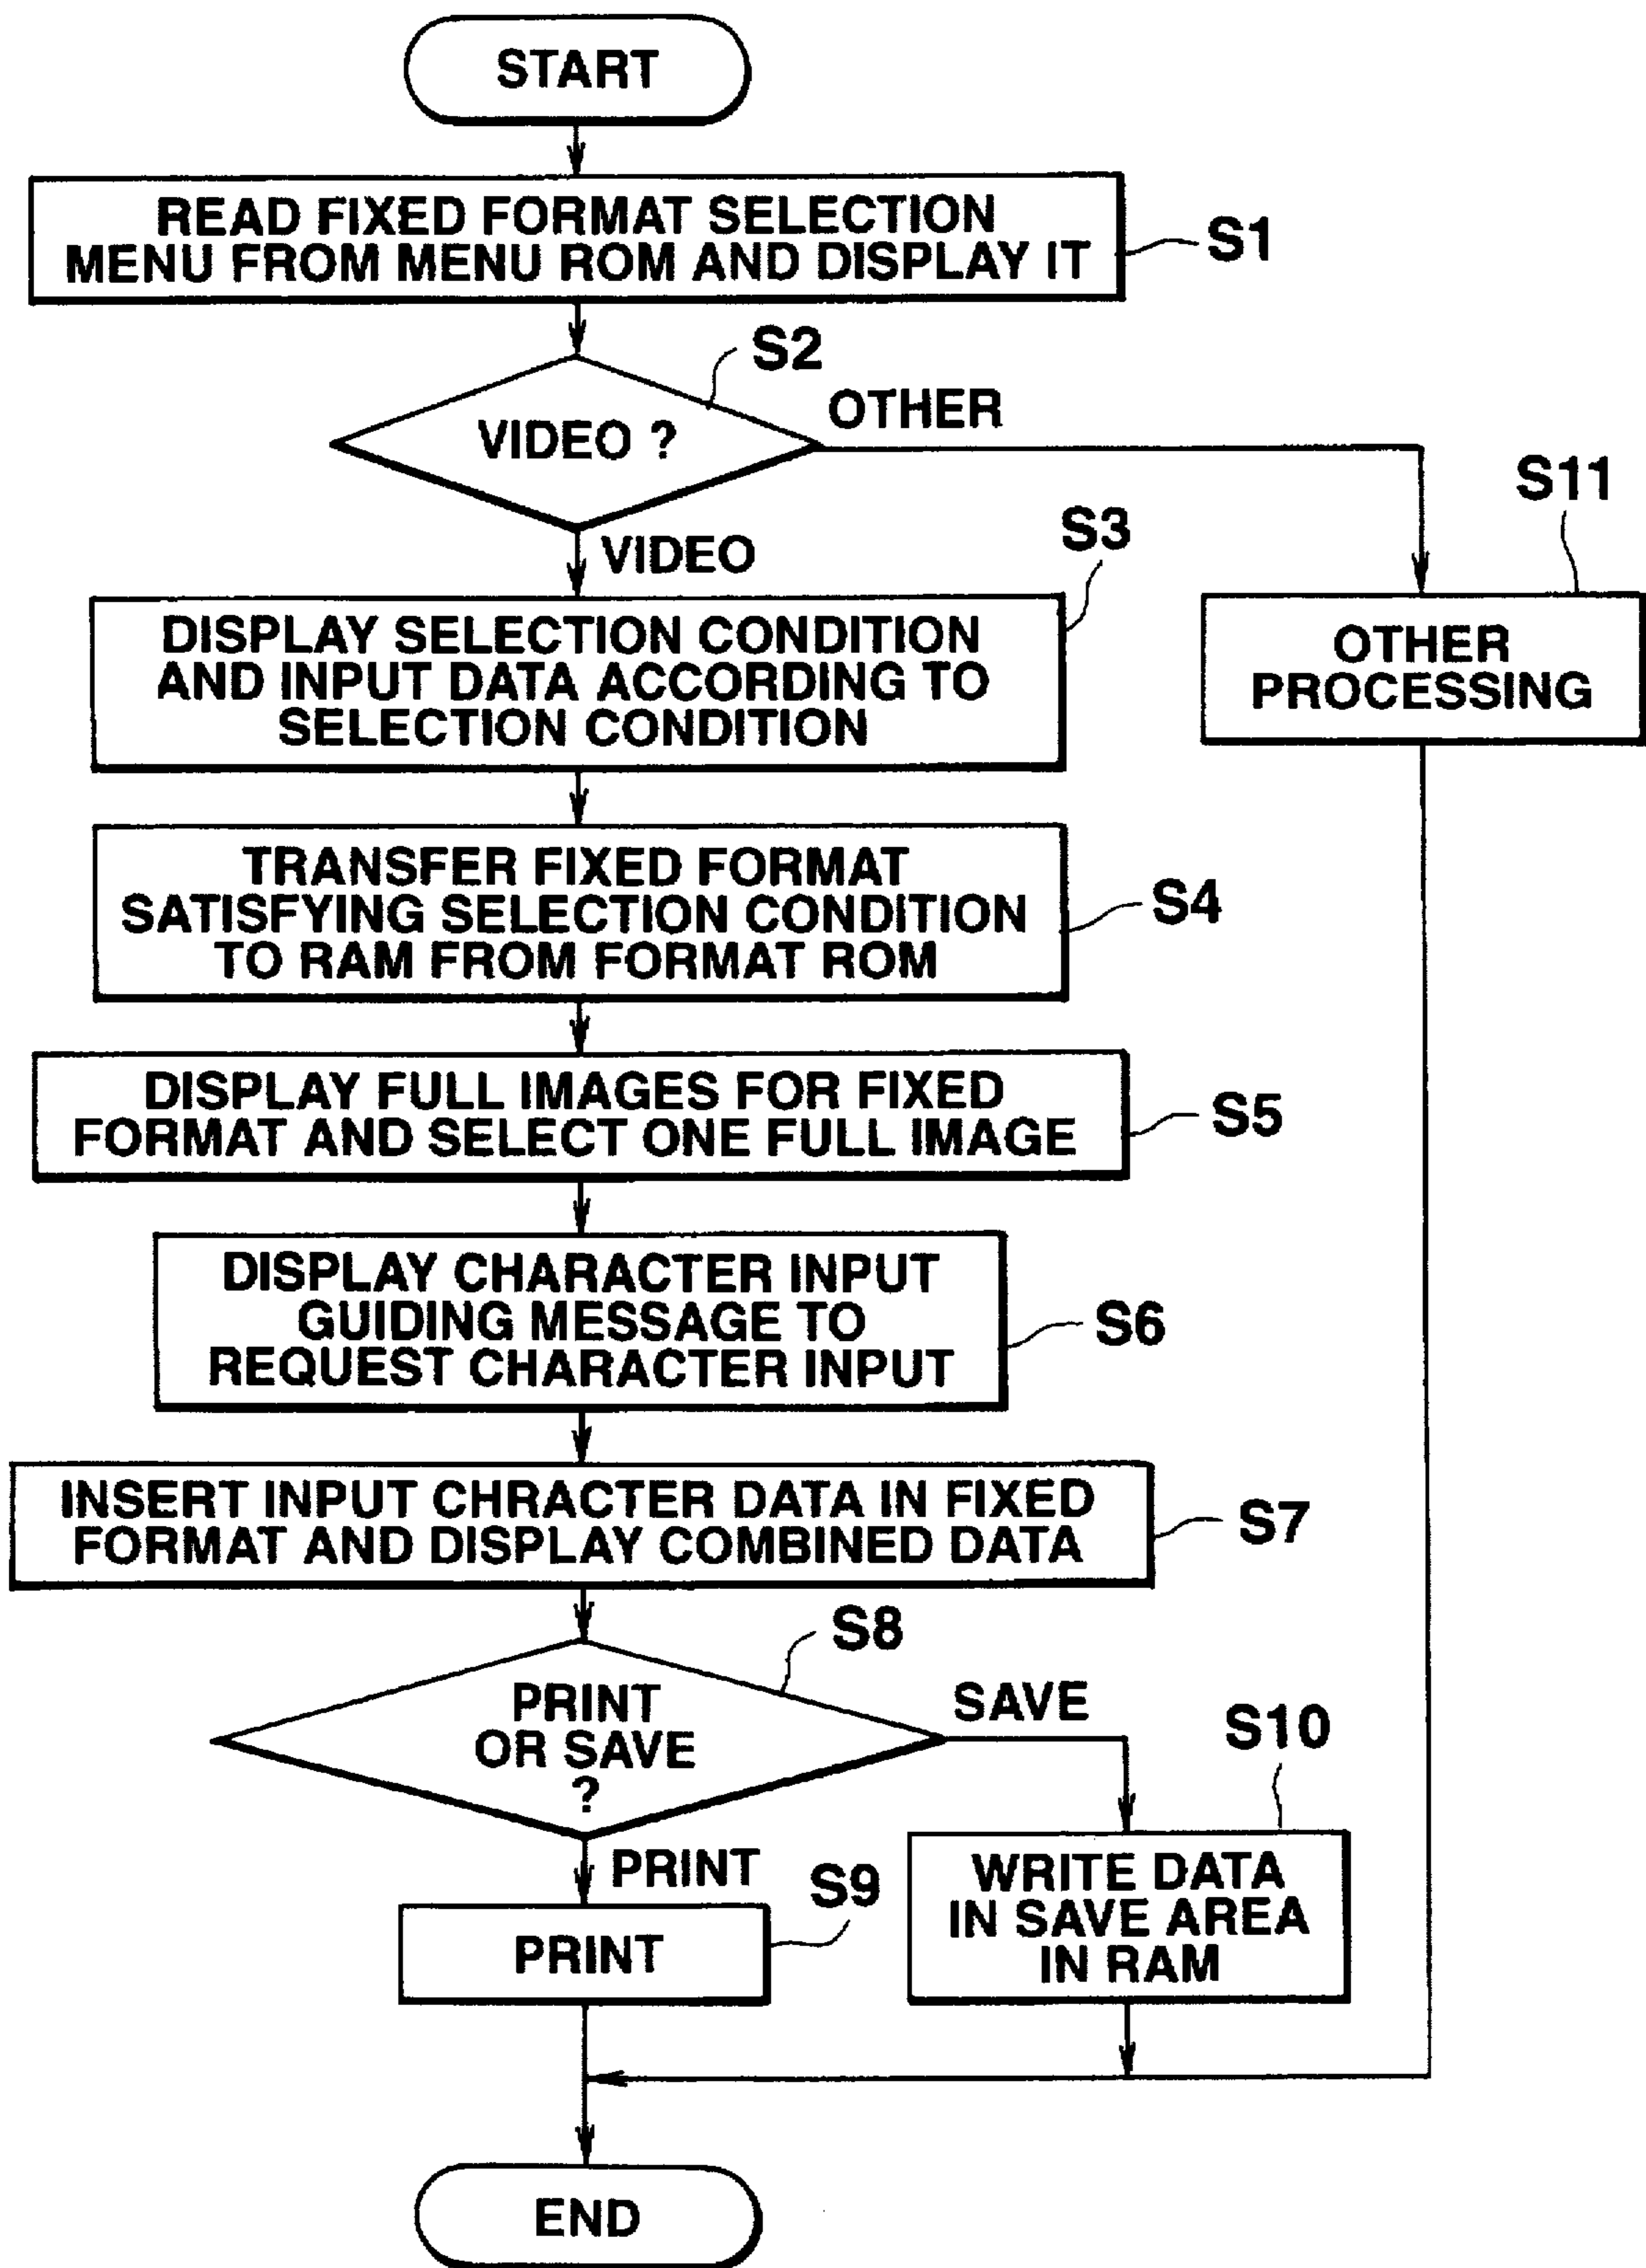 START
READ FIXED FORMAT SELECTION
MENU FROM MENU ROM AND DISPLAY IT
S1
S2
VIDEO ?
OTHER
S11
VIDEO
S3
DISPLAY SELECTION CONDITION
AND INPUT DATA ACCORDING TO
SELECTION CONDITION
OTHER
PROCESSING
TRANSFER FIXED FORMAT
SATISFYING SELECTION CONDITION
TO RAM FROM FORMAT ROM
S4
DISPLAY FULL IMAGES FOR FIXED
FORMAT AND SELECT ONE FULL IMAGE
S5
DISPLAY CHARACTER INPUT
GUIDING MESSAGE TO
REQUEST CHARACTER INPUT
S6
INSERT INPUT CHRACTER DATA IN FIXED
FORMAT AND DISPLAY COMBINED DATA
S7
S8
PRINT
OR SAVE
?
SAVE
S10
PRINT
S9
PRINT
WRITE DATA
IN SAVE AREA
IN RAM
END